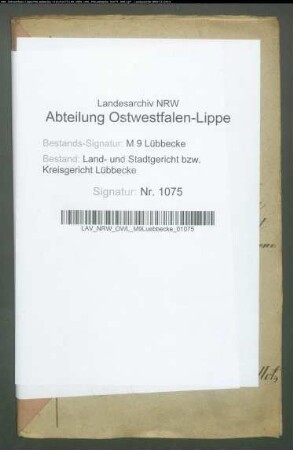 Landesarchiv NRW
Abteilung Ostwestfalen-Lippe
Bestands-Signatur: M 9 Lübbecke
Bestand: Land- und Stadtgericht bzw.
Kreisgericht Lübbecke
Signatur: Nr. 1075